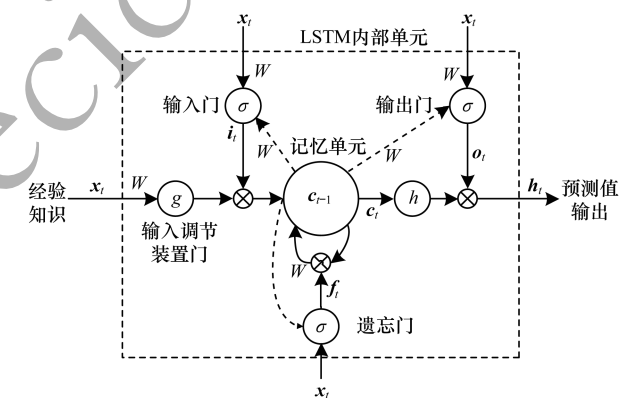 x_t
x_t
LSTM内部单元
W
W
输入门
σ
输出门
σ
i_t
记忆单元
o_t
W
W
经验
知识
x_t
W
g
⊗
c_{t-1}
c_t
h
⊗
h_t
预测值
输出
输入调节
装置门
W
⊗
f_t
σ
遗忘门
x_t